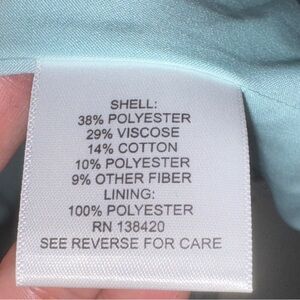 SHELL:
38% POLYESTER
29% VISCOSE
14% COTTON
10% POLYESTER
9% OTHER FIBER
LINING:
100% POLYESTER
RN 138420
SEE REVERSE FOR CARE